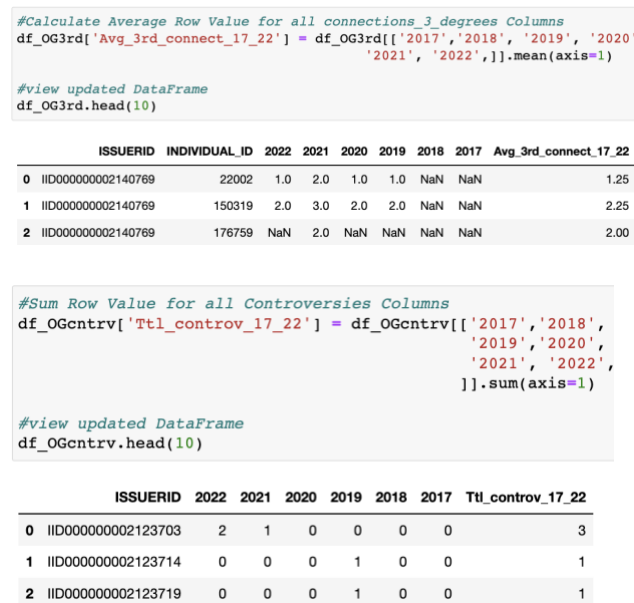 #Calculate Average Row Value for all connections_3_degrees Columns
df_OG3rd['Avg_3rd_connect_17_22'] = df_OG3rd[['2017','2018', '2019', '2020'
'2021', '2022',]].mean(axis=1)
#view updated DataFrame
df_OG3rd.head(10)
ISSUERID INDIVIDUAL_ID 2022 2021 2020 2019 2018 2017 Avg_3rd_connect_17_22
0 IID000000002140769 22002 1.0 2.0 1.0 1.0 NaN NaN 1.25
1 IID000000002140769 150319 2.0 3.0 2.0 2.0 NaN NaN 2.25
2 IID000000002140769 176759 NaN 2.0 NaN NaN NaN NaN 2.00
#Sum Row Value for all Controversies Columns
df_OGcntrv['Ttl_controv_17_22'] = df_OGcntrv[['2017','2018',
'2019','2020',
'2021', '2022',
]].sum(axis=1)
#view updated DataFrame
df_OGcntrv.head(10)
ISSUERID 2022 2021 2020 2019 2018 2017 Ttl_controv_17_22
0 IID000000002123703 2 1 0 0 0 0 3
1 IID000000002123714 0 0 0 1 0 0 1
2 IID000000002123719 0 0 0 1 0 0 1